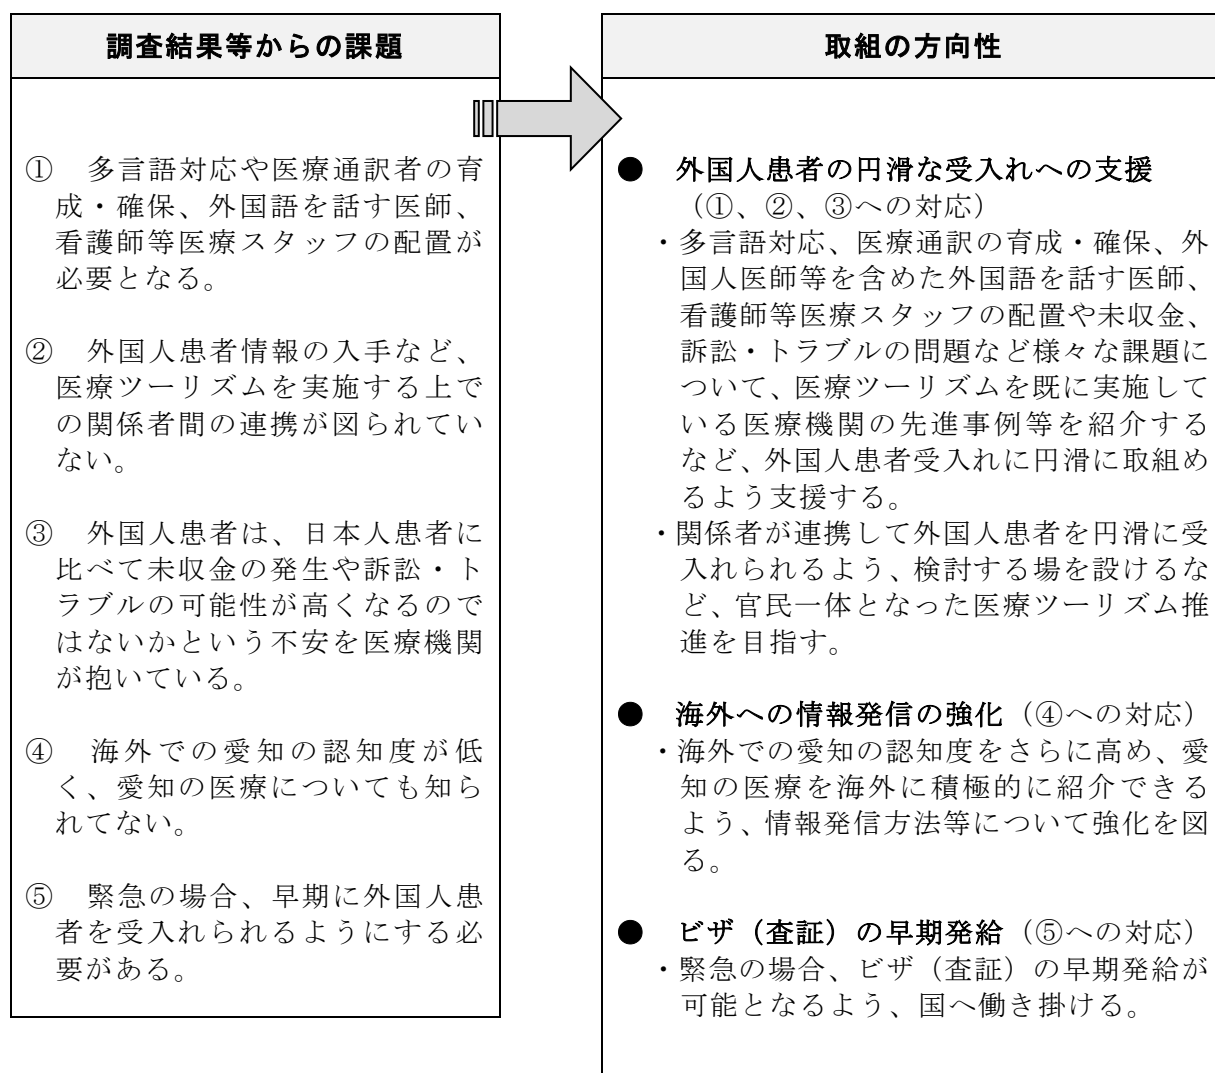 調査結果等からの課題
① 多言語対応や医療通訳者の育
成・確保、外国語を話す医師、
看護師等医療スタッフの配置が
必要となる。
② 外国人患者情報の入手など、
医療ツーリズムを実施する上で
の関係者間の連携が図られてい
ない。
③ 外国人患者は、日本人患者に
比べて未収金の発生や訴訟・ト
ラブルの可能性が高くなるので
はないかという不安を医療機関
が抱いている。
④ 海外での愛知の認知度が低
く、愛知の医療についても知ら
れてない。
⑤ 緊急の場合、早期に外国人患
者を受入れられるようにする必
要がある。
取組の方向性
● 外国人患者の円滑な受入れへの支援
（①、②、③への対応）
・多言語対応、医療通訳の育成・確保、外
国人医師等を含めた外国語を話す医師、
看護師等医療スタッフの配置や未収金、
訴訟・トラブルの問題など様々な課題に
ついて、医療ツーリズムを既に実施して
いる医療機関の先進事例等を紹介する
など、外国人患者受入れに円滑に取組め
るよう支援する。
・関係者が連携して外国人患者を円滑に受
入れられるよう、検討する場を設けるな
ど、官民一体となった医療ツーリズム推
進を目指す。
● 海外への情報発信の強化（④への対応）
・海外での愛知の認知度をさらに高め、愛
知の医療を海外に積極的に紹介できる
よう、情報発信方法等について強化を図
る。
● ビザ（査証）の早期発給（⑤への対応）
・緊急の場合、ビザ（査証）の早期発給が
可能となるよう、国へ働き掛ける。